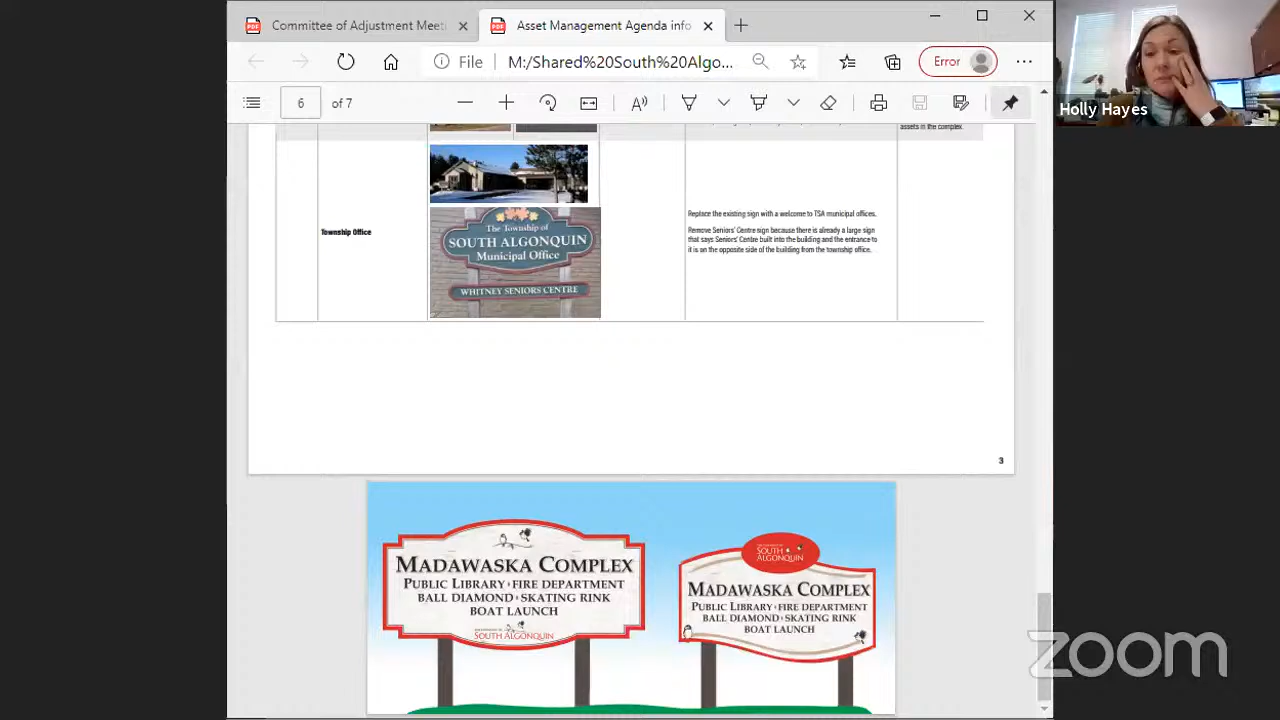 Committee of Adjustment Meet
Asset Management Agenda info
File
M:/Shared%20South%20Algo...
Error
Holly Hayes
6 of 7
assets in the complex.
Township Office
The Township of
SOUTH ALGONQUIN
Municipal Office
WHITNEY SENIORS CENTRE
Replace the existing sign with a welcome to TSA municipal offices.
Remove Seniors' Centre sign because there is already a large sign
that says Seniors' Centre built into the building and the entrance to
it is on the opposite side of the building from the township office.
3
MADAWASKA COMPLEX
PUBLIC LIBRARY • FIRE DEPARTMENT
BALL DIAMOND • SKATING RINK
BOAT LAUNCH
SOUTH ALGONQUIN
SOUTH
ALGONQUIN
MADAWASKA COMPLEX
PUBLIC LIBRARY • FIRE DEPARTMENT
BALL DIAMOND • SKATING RINK
BOAT LAUNCH
zoom